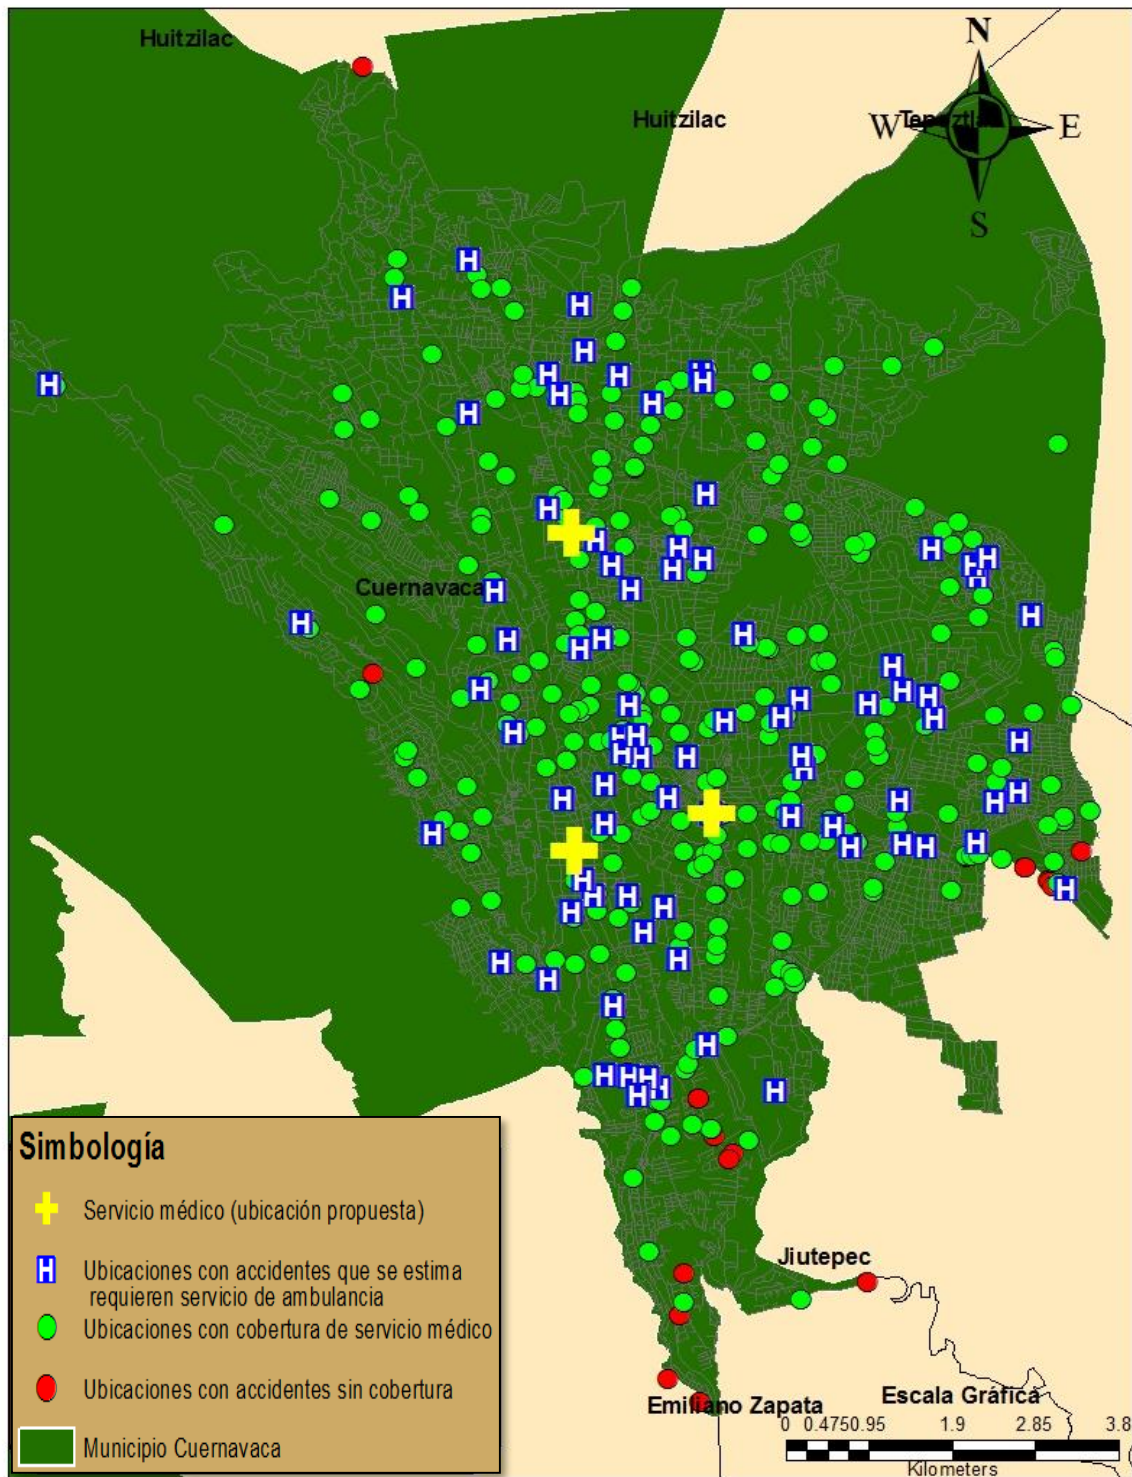 Huitzilac
N
Huitzilac
W
E
S
Cuernavaca
Simbología
Servicio médico (ubicación propuesta)
H Ubicaciones con accidentes que se estima
requieren servicio de ambulancia
Ubicaciones con cobertura de servicio médico
Ubicaciones con accidentes sin cobertura
Municipio Cuernavaca
Jiutepec
Emiliano Zapata
Escala Gráfica
0 0.475 0.95 1.9 2.85 3.8
Kilometers